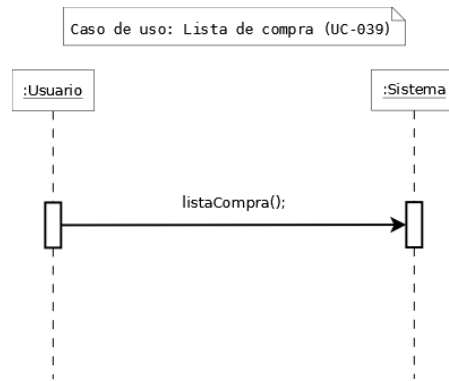 Caso de uso: Lista de compra (UC-039)
:Usuario
:Sistema
listaCompra();